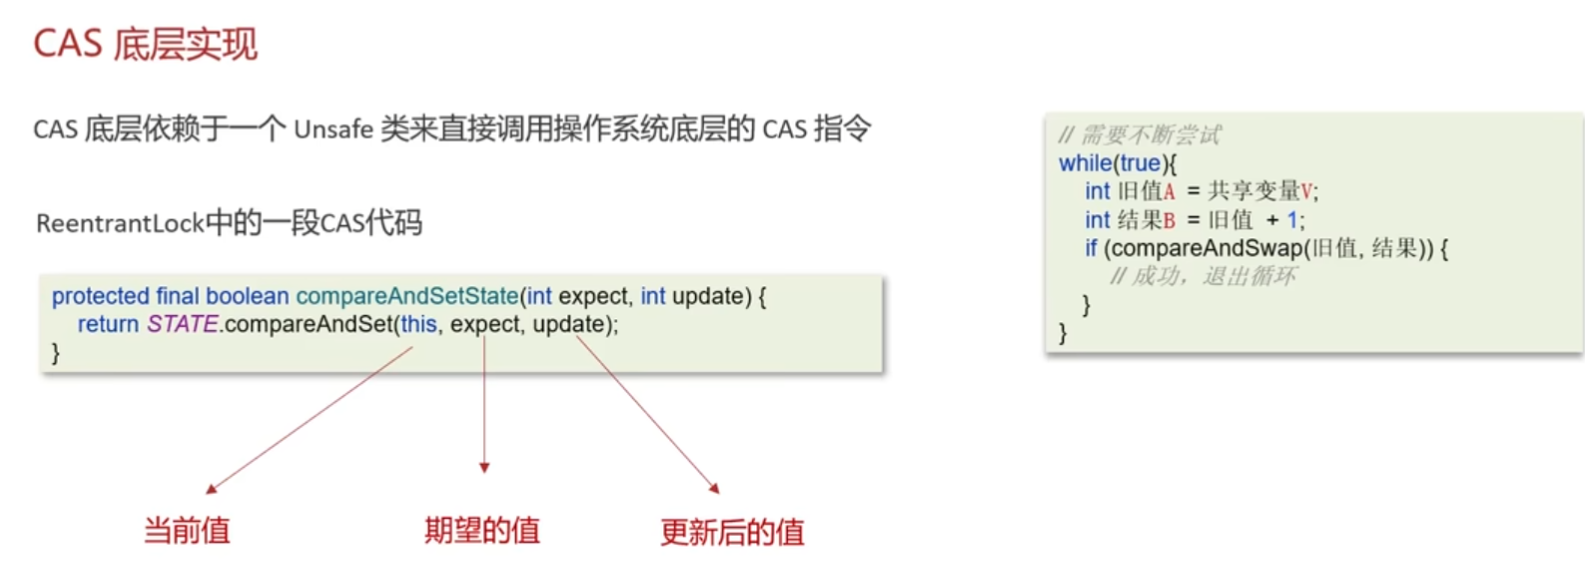 CAS 底层实现
CAS 底层依赖于一个 Unsafe 类来直接调用操作系统底层的 CAS 指令
ReentrantLock中的一段CAS代码
protected final boolean compareAndSetState(int expect, int update) {
return STATE.compareAndSet(this, expect, update);
}
当前值
期望的值
更新后的值
// 需要不断尝试
while(true){
int 旧值A = 共享变量V;
int 结果B = 旧值 + 1;
if (compareAndSwap(旧值, 结果)) {
// 成功，退出循环
}
}